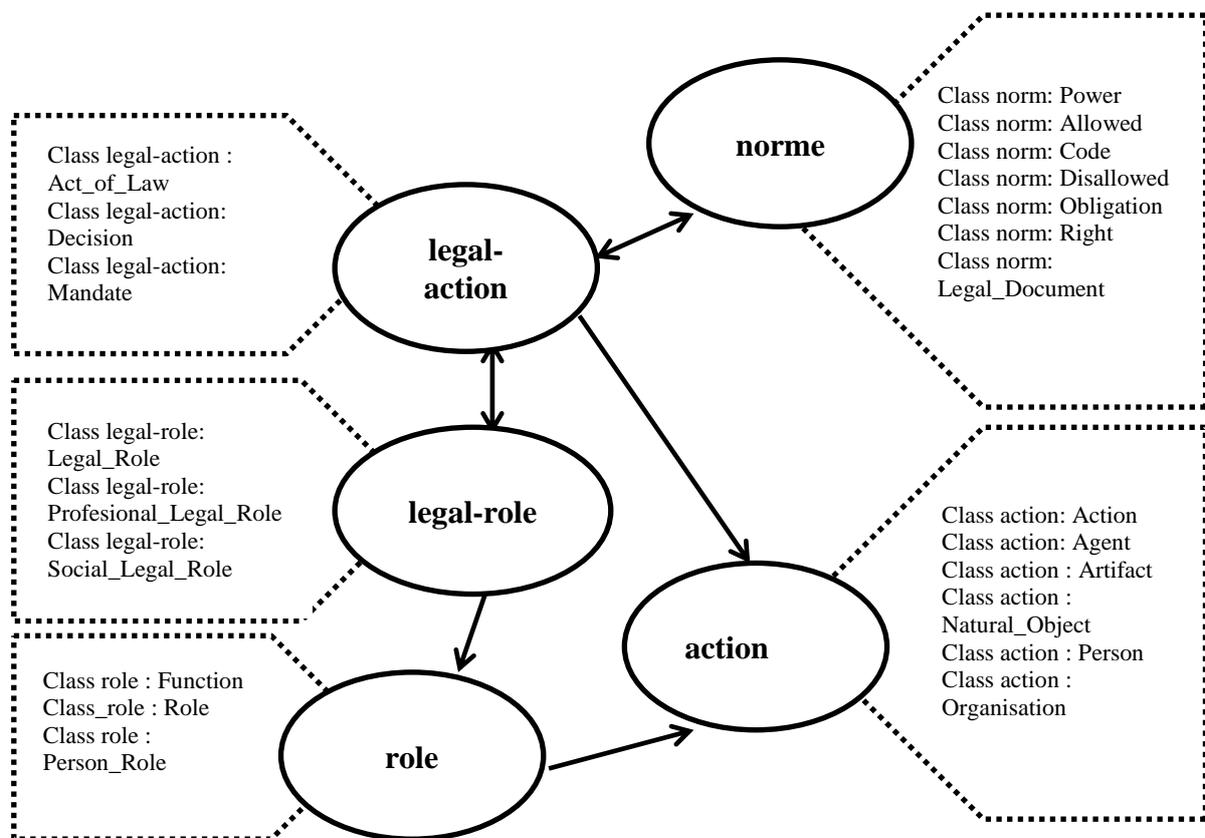 Class norm: Power
Class norm: Allowed
Class norm: Code
Class norm: Disallowed
Class norm: Obligation
Class norm: Right
Class norm:
Legal_Document
norme
Class legal-action :
Act_of_Law
Class legal-action:
Decision
Class legal-action:
Mandate
legal-
action
Class legal-role:
Legal_Role
Class legal-role:
Profesional_Legal_Role
Class legal-role:
Social_Legal_Role
legal-role
Class action: Action
Class action: Agent
Class action : Artifact
Class action :
Natural_Object
Class action : Person
Class action :
Organisation
action
Class role : Function
Class_role : Role
Class role :
Person_Role
role